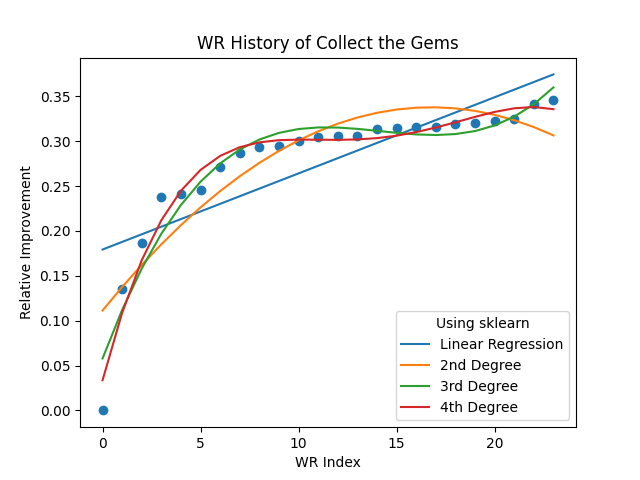 WR History of Collect the Gems
Relative Improvement
0.35
0.30
0.25
0.20
0.15
0.10
0.05
0.00
0 5 10 15 20
WR Index
Using sklearn
Linear Regression
2nd Degree
3rd Degree
4th Degree